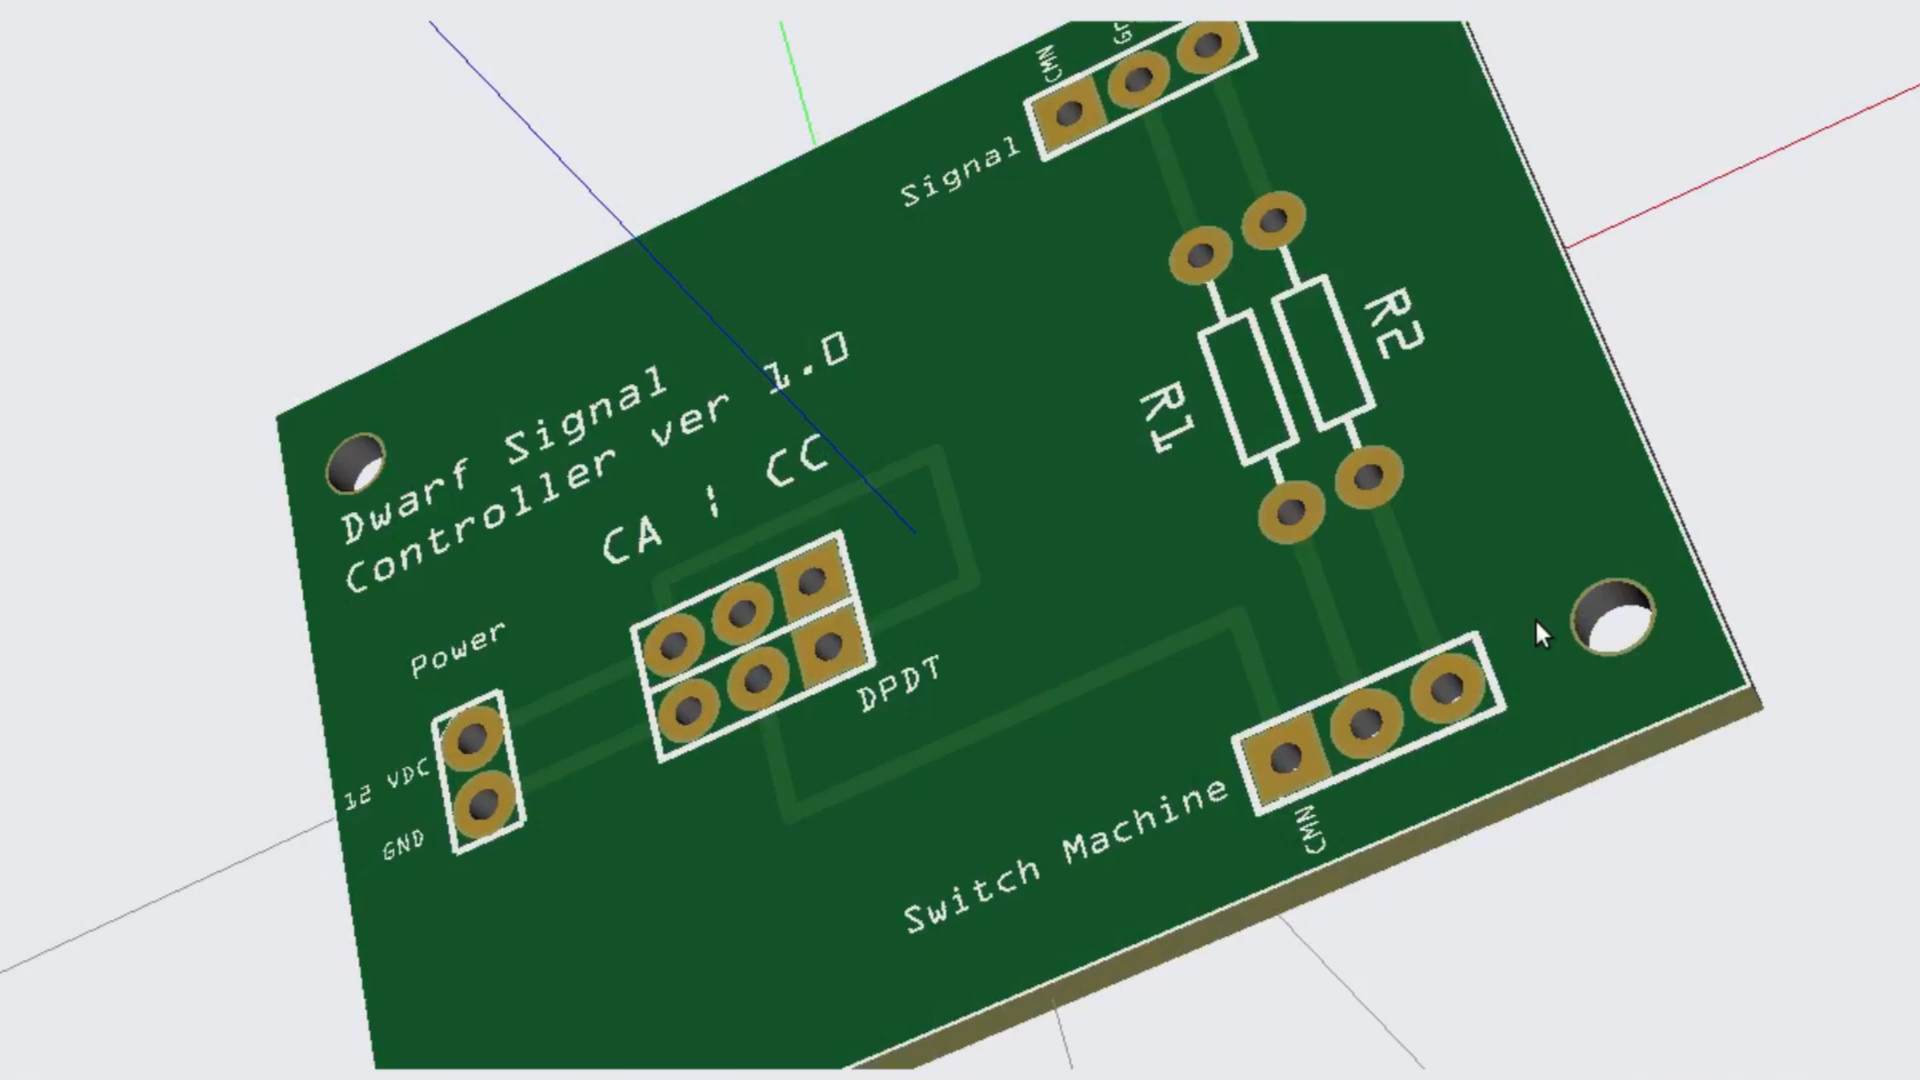 CMN
GR
Signal
R2
R1
Dwarf Signal
Controller ver 1.0
CA | CC
Power
DPDT
12 VDC
GND
Switch Machine
CMN